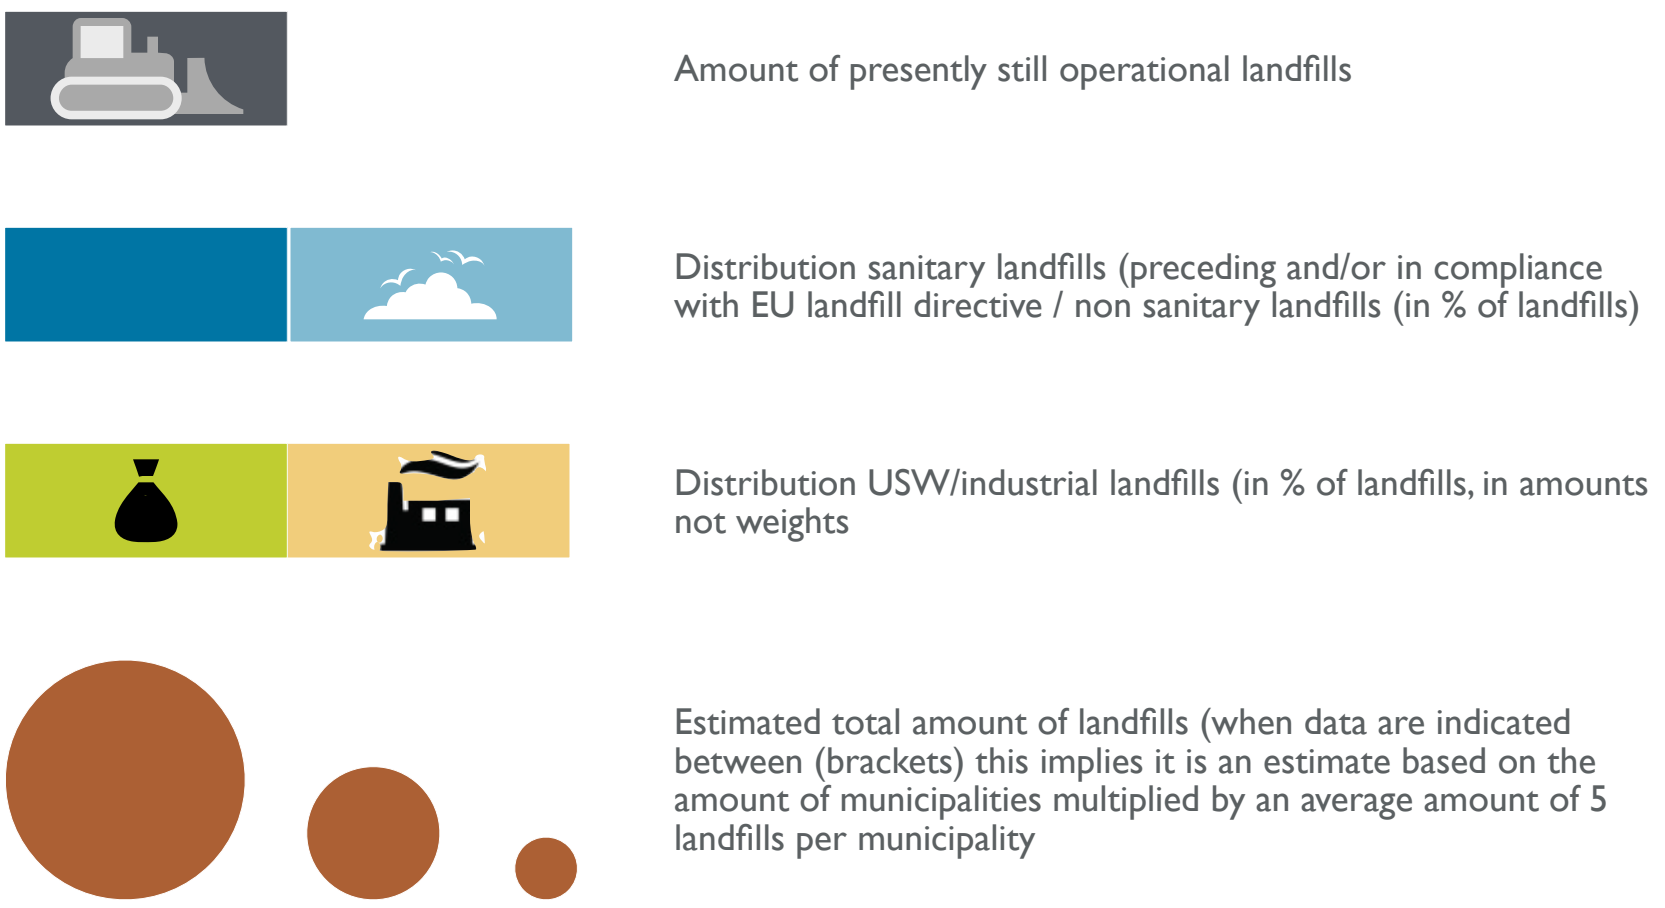 Amount of presently still operational landfills
Distribution sanitary landfills (preceding and/or in compliance
with EU landfill directive / non sanitary landfills (in % of landfills)
Distribution USW/industrial landfills (in % of landfills, in amounts
not weights
Estimated total amount of landfills (when data are indicated
between (brackets) this implies it is an estimate based on the
amount of municipalities multiplied by an average amount of 5
landfills per municipality